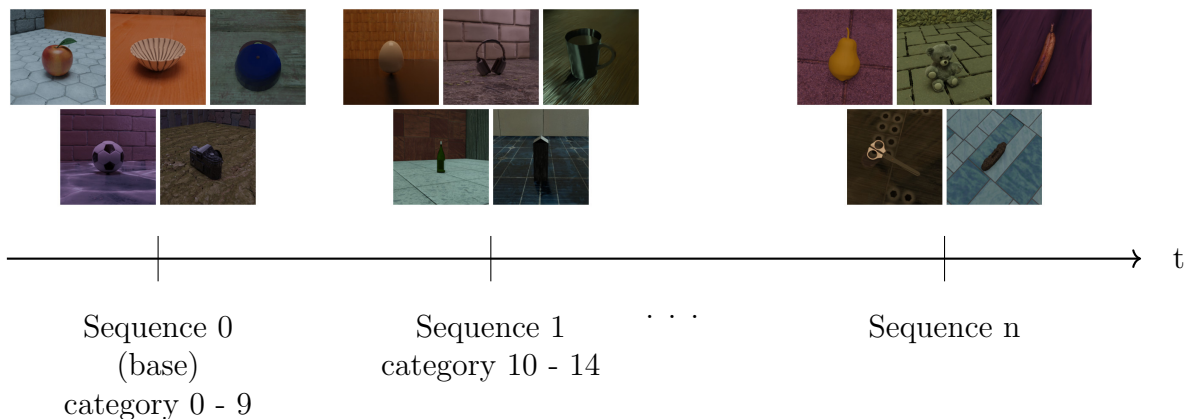 t
Sequence 0
(base)
category 0 - 9
Sequence 1
category 10 - 14
. . .
Sequence n